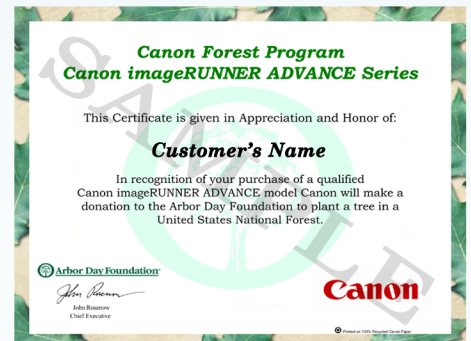 Canon Forest Program
Canon imageRUNNER ADVANCE Series
This Certificate is given in Appreciation and Honor of:
Customer's Name
In recognition of your purchase of a qualified
Canon imageRUNNER ADVANCE model Canon will make a
donation to the Arbor Day Foundation to plant a tree in a
United States National Forest.
SAMPLE
Arbor Day Foundation®
John Rosenow
John Rosenow
Chief Executive
Canon
Printed on 100% Recycled Canon Paper